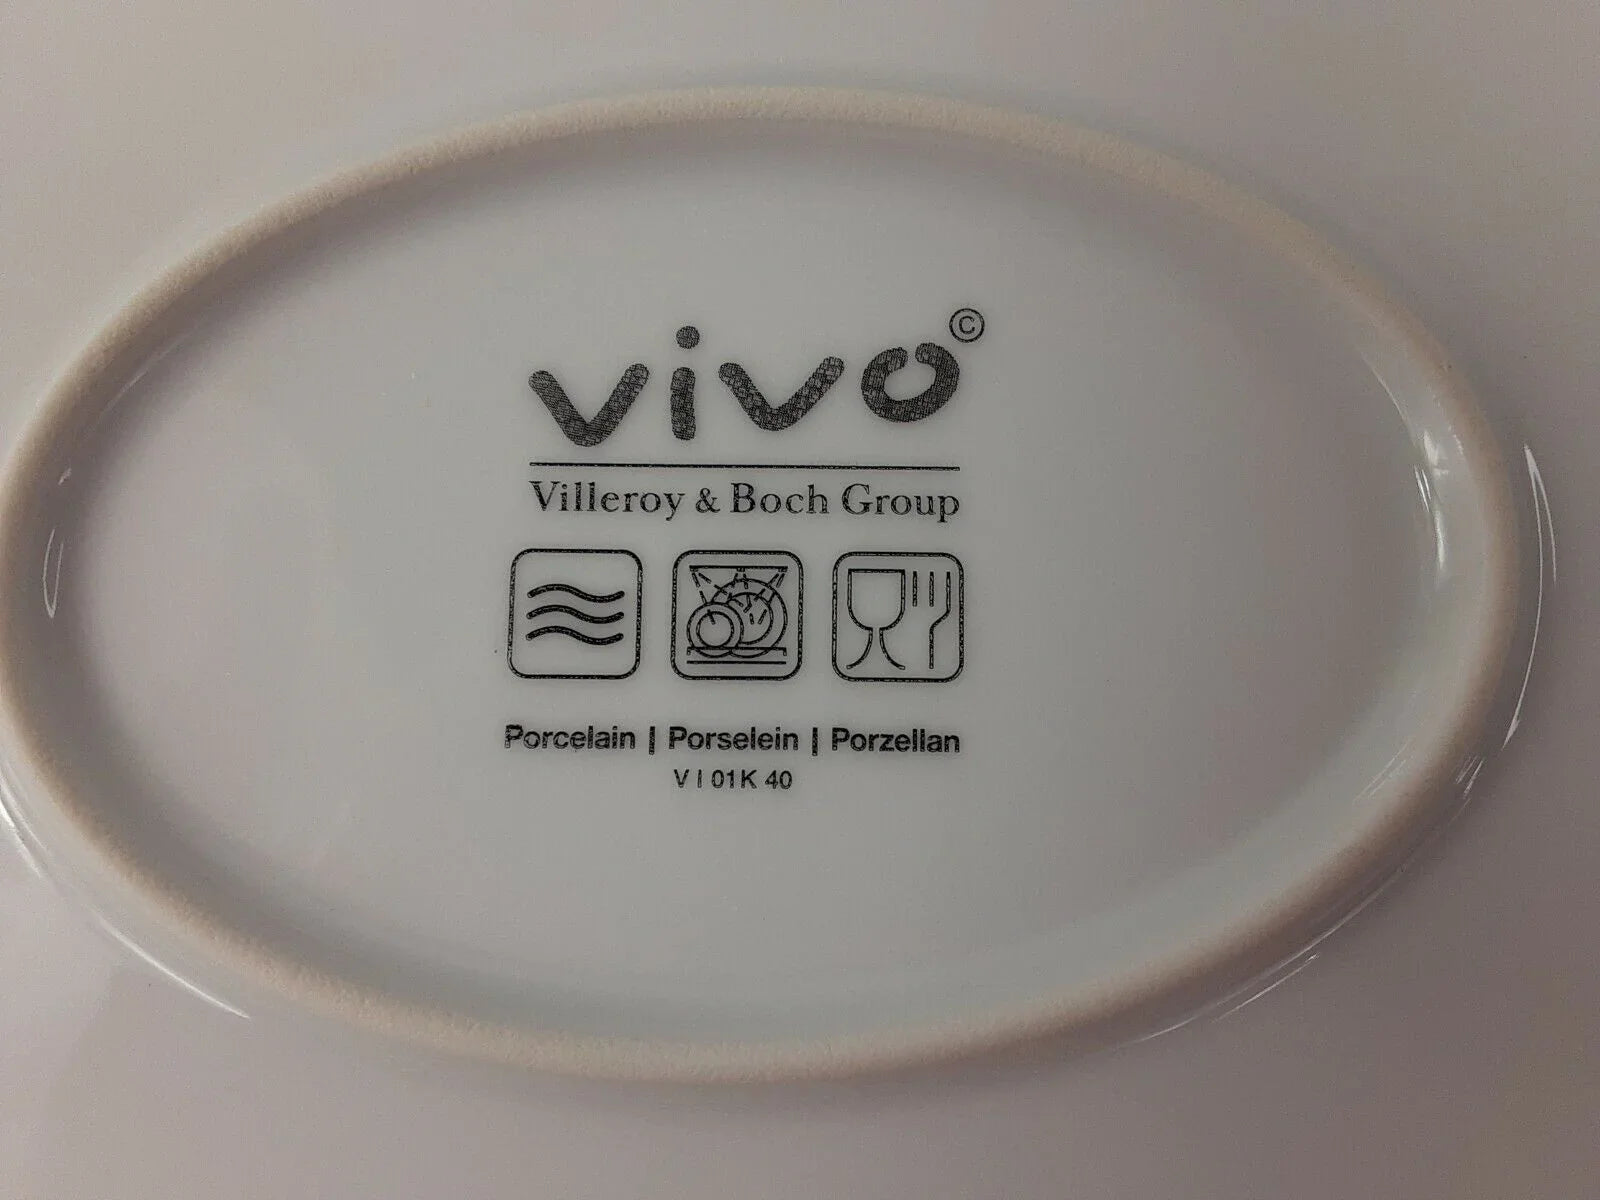 vivo ©
Villeroy & Boch Group
Porcelain | Porselein | Porzellan
V I 01K 40